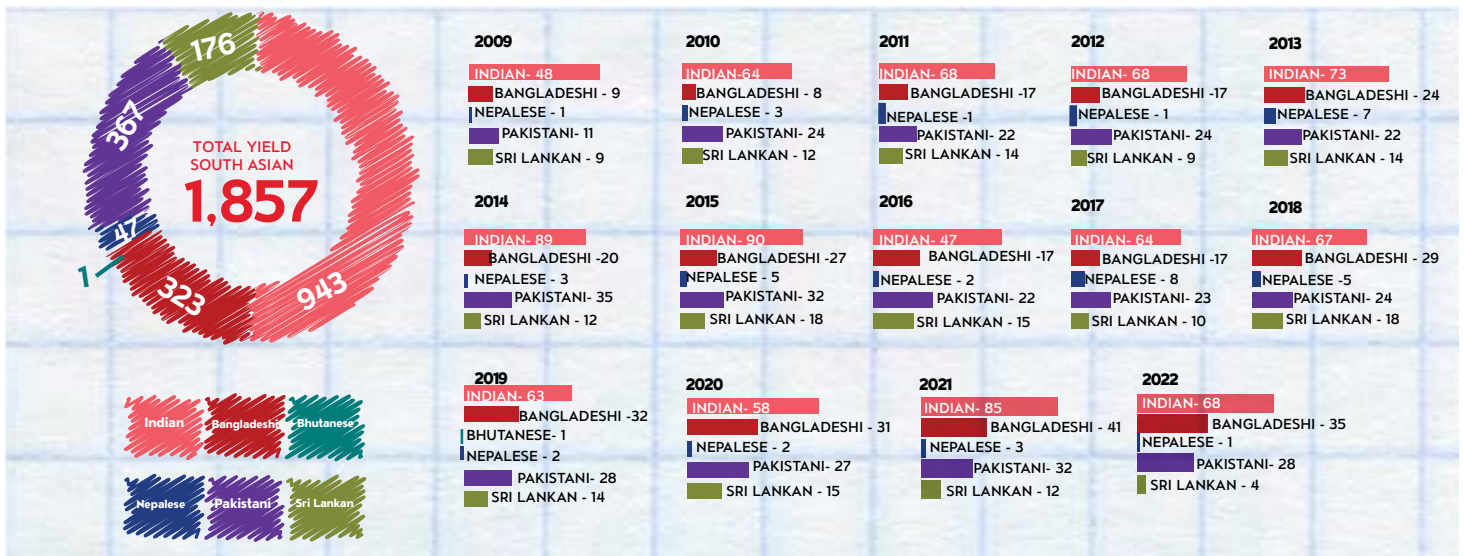 176
367
TOTAL YIELD
SOUTH ASIAN
1,857
47
1
323
943
Indian
Bangladeshi
Bhutanese
Nepalese
Pakistani
Sri Lankan
2009
INDIAN- 48
BANGLADESHI - 9
NEPALESE - 1
PAKISTANI- 11
SRI LANKAN - 9
2010
INDIAN-64
BANGLADESHI - 8
NEPALESE - 3
PAKISTANI- 24
SRI LANKAN - 12
2011
INDIAN- 68
BANGLADESHI -17
NEPALESE -1
PAKISTANI- 22
SRI LANKAN - 14
2012
INDIAN- 68
BANGLADESHI -17
NEPALESE - 1
PAKISTANI- 24
SRI LANKAN - 9
2013
INDIAN- 73
BANGLADESHI - 24
NEPALESE - 7
PAKISTANI- 22
SRI LANKAN - 14
2014
INDIAN- 89
BANGLADESHI -20
NEPALESE - 3
PAKISTANI- 35
SRI LANKAN - 12
2015
INDIAN- 90
BANGLADESHI -27
NEPALESE - 5
PAKISTANI- 32
SRI LANKAN - 18
2016
INDIAN- 47
BANGLADESHI -17
NEPALESE - 2
PAKISTANI- 22
SRI LANKAN - 15
2017
INDIAN- 64
BANGLADESHI -17
NEPALESE - 8
PAKISTANI- 23
SRI LANKAN - 10
2018
INDIAN- 67
BANGLADESHI - 29
NEPALESE -5
PAKISTANI- 24
SRI LANKAN - 18
2019
INDIAN- 63
BANGLADESHI -32
BHUTANESE- 1
NEPALESE - 2
PAKISTANI- 28
SRI LANKAN - 14
2020
INDIAN- 58
BANGLADESHI - 31
NEPALESE - 2
PAKISTANI- 27
SRI LANKAN - 15
2021
INDIAN- 85
BANGLADESHI - 41
NEPALESE - 3
PAKISTANI- 32
SRI LANKAN - 12
2022
INDIAN- 68
BANGLADESHI - 35
NEPALESE - 1
PAKISTANI- 28
SRI LANKAN - 4